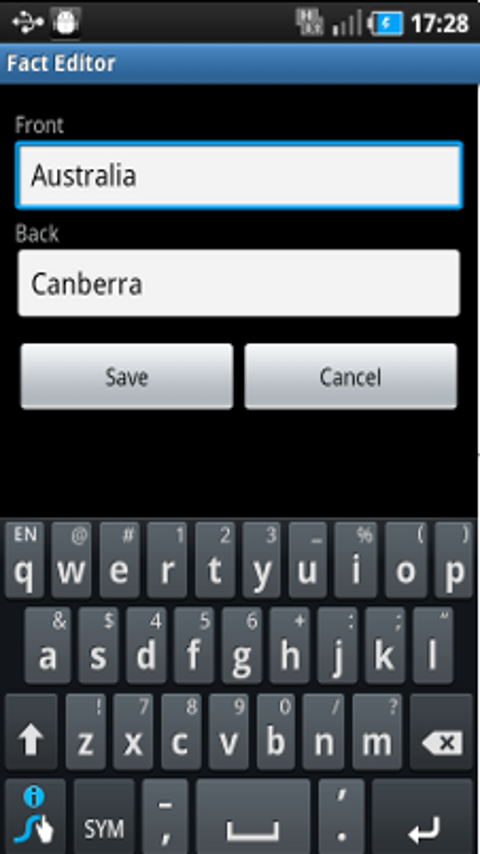 17:28
Fact Editor
Front
Australia
Back
Canberra
Save Cancel
EN @ # 1 2 3 _ % ( )
q w e r t y u i o p
& $ 4 5 6 + : ; "
a s d f g h j k l
! 7 8 9 0 / ?
z x c v b n m
SYM - , ' .